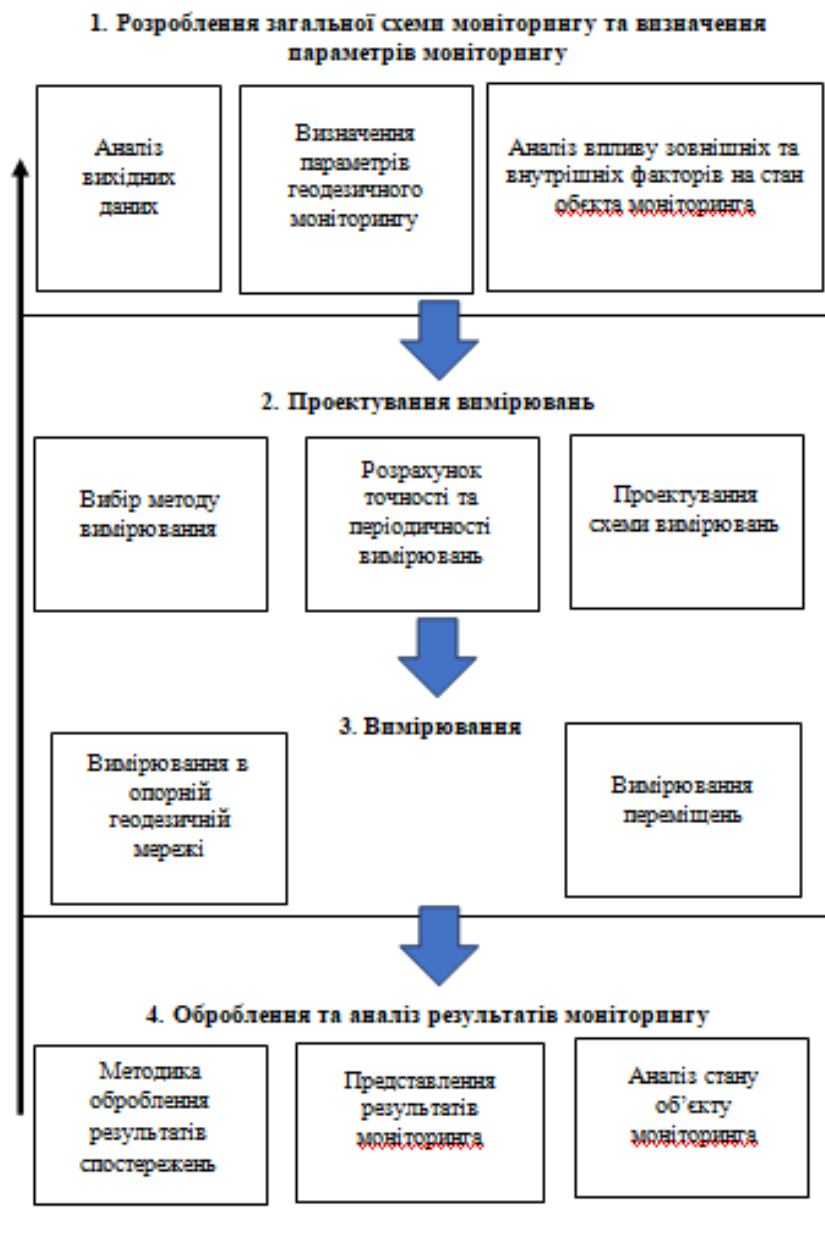 1. Розроблення загальної схеми моніторингу та визначення
параметрів моніторингу
Аналіз
вихідних
даних
Визначення
параметрів
геодезичного
моніторингу
Аналіз впливу зовнішніх та
внутрішніх факторів на стан
обєкта моніторинга
2. Проектування вимірювань
Вибір методу
вимірювання
Розрахунок
точності та
періодичності
вимірювань
Проектування
схеми вимірювань
3. Вимірювання
Вимірювання в
опорній
геодезичній
мережі
Вимірювання
переміщень
4. Оброблення та аналіз результатів моніторингу
Методика
оброблення
результатів
спостережень
Представлення
результатів
моніторинга
Аналіз стану
об’єкту
моніторинга